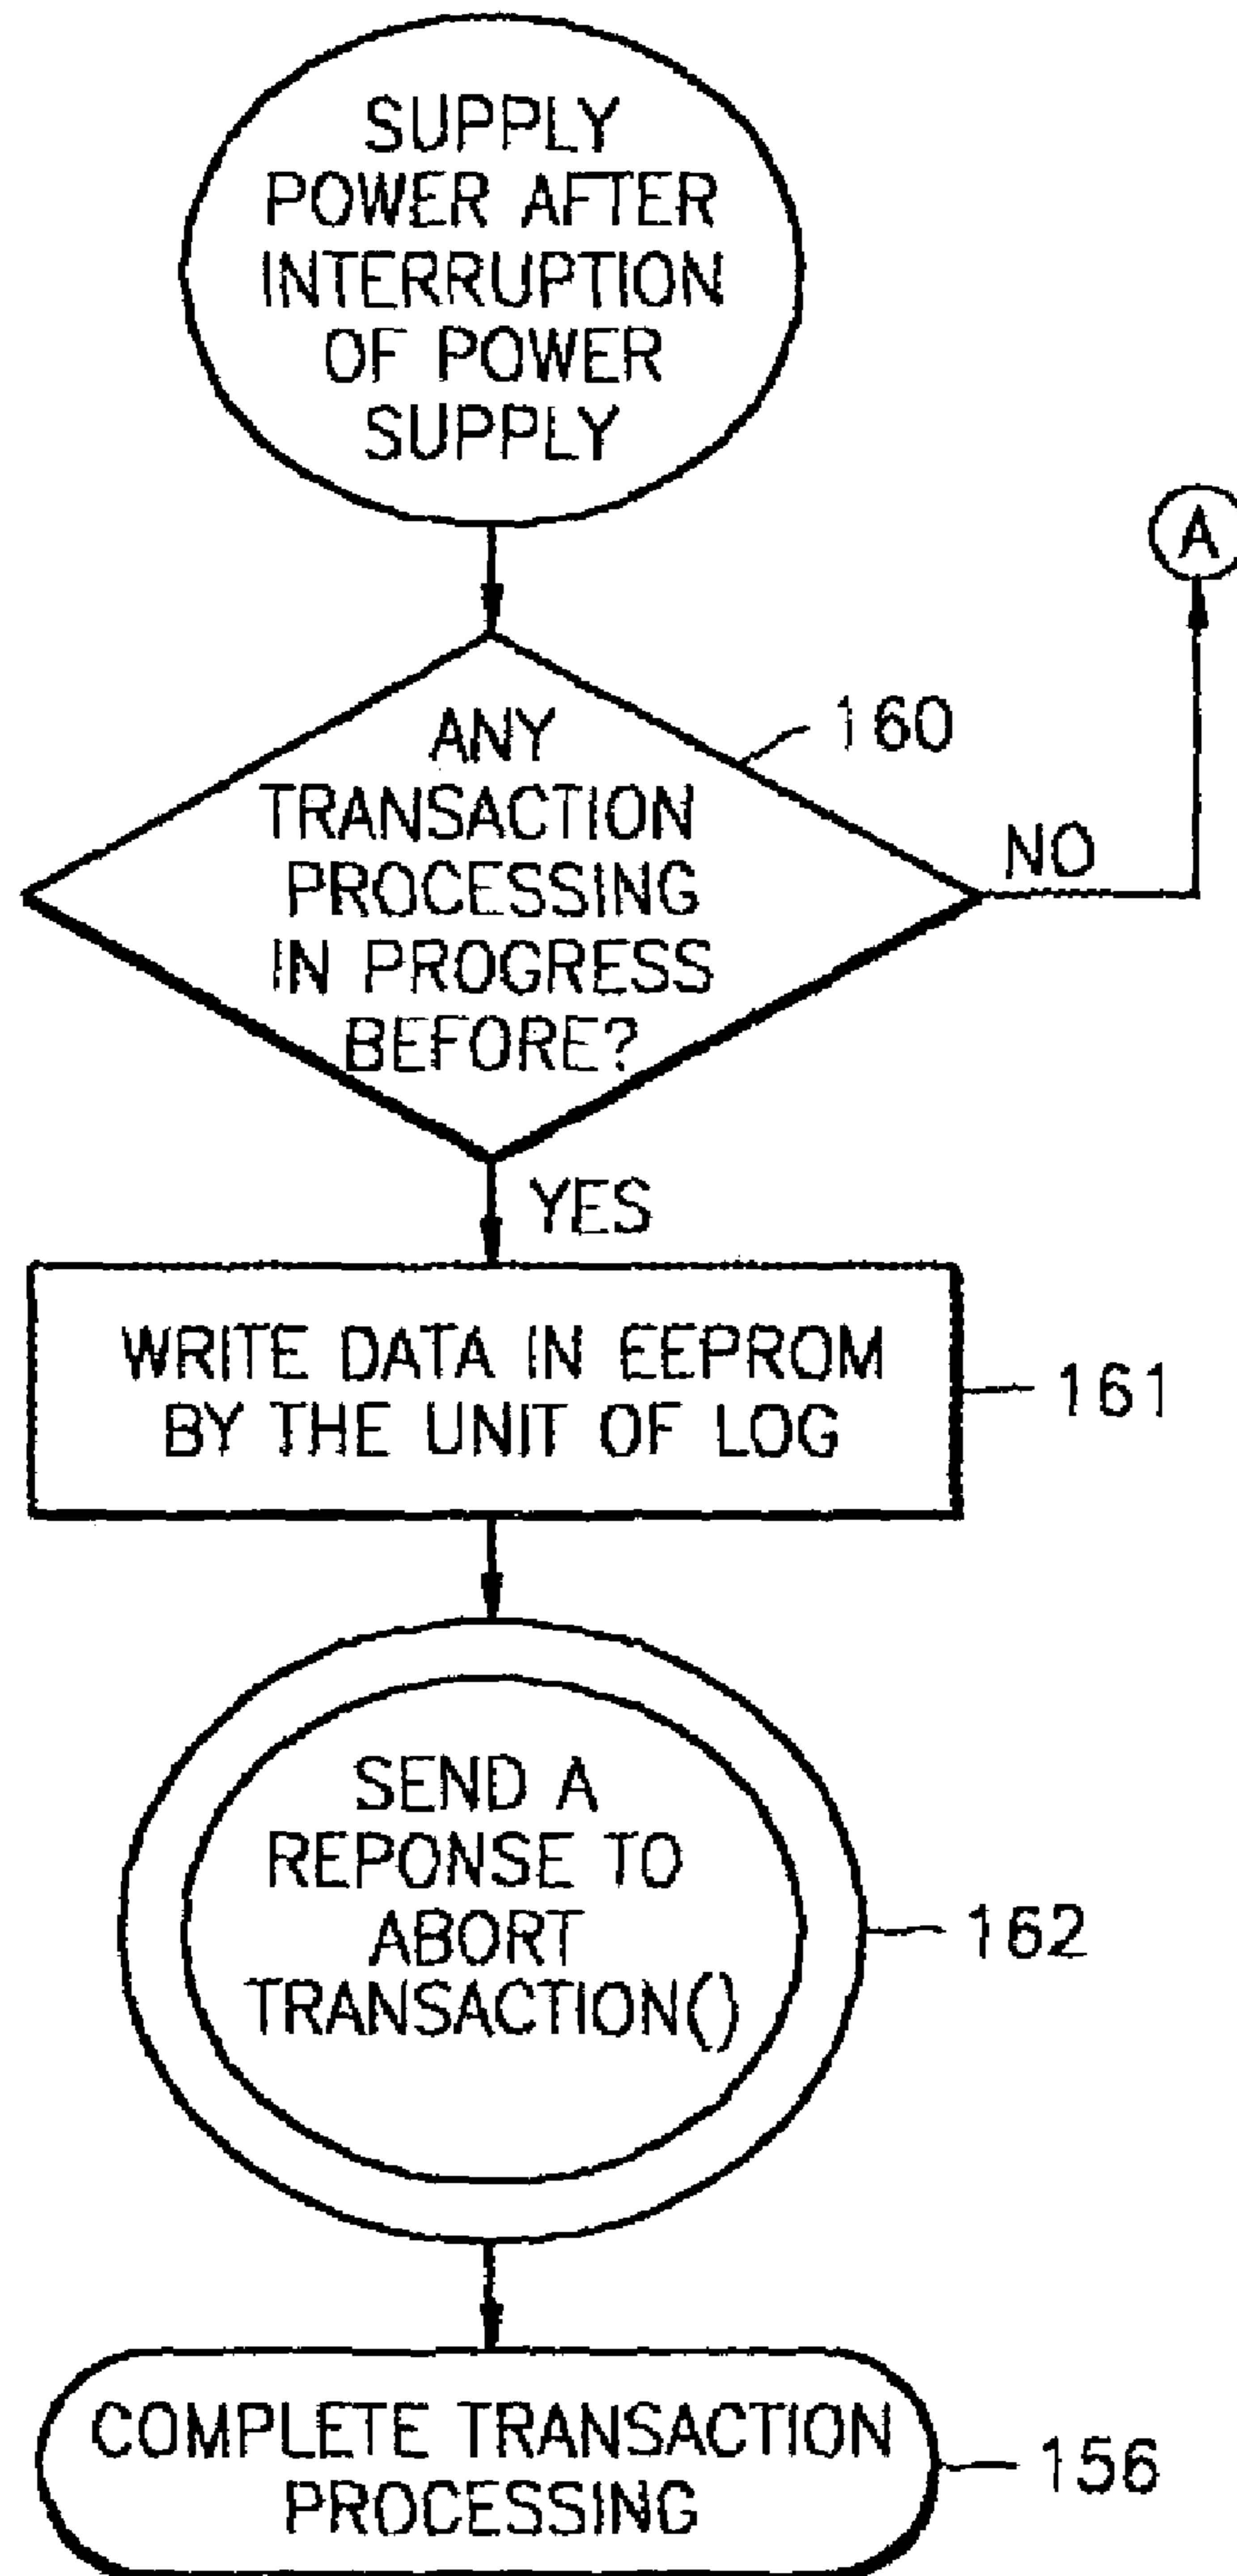 SUPPLY
POWER AFTER
INTERRUPTION
OF POWER
SUPPLY
A
ANY
TRANSACTION
PROCESSING
IN PROGRESS
BEFORE?
160
NO
YES
WRITE DATA IN EEPROM
BY THE UNIT OF LOG
161
SEND A
REPONSE TO
ABORT
TRANSACTION()
162
COMPLETE TRANSACTION
PROCESSING
156